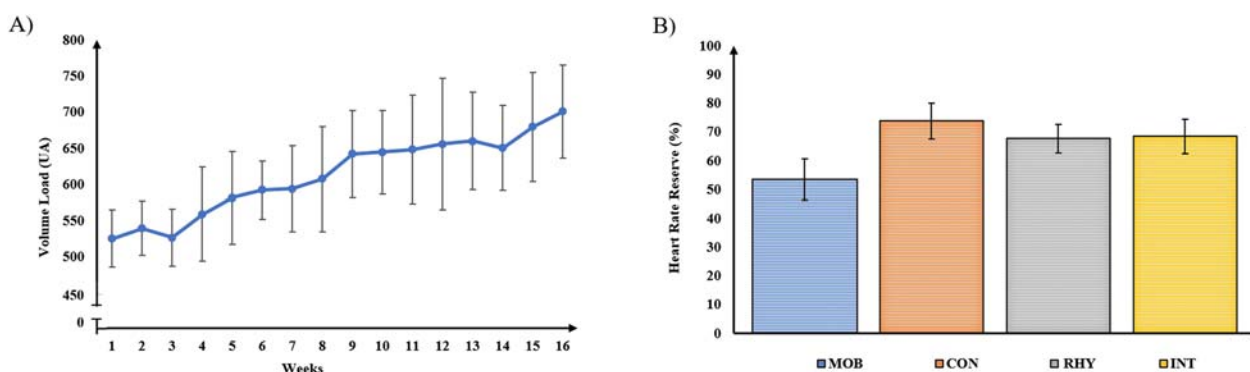 A)
Volume Load (UA)
800
750
700
650
600
550
500
450
0
1 2 3 4 5 6 7 8 9 10 11 12 13 14 15 16
Weeks
B)
Heart Rate Reserve (%)
100
90
80
70
60
50
40
30
20
10
0
MOB CON RHY INT